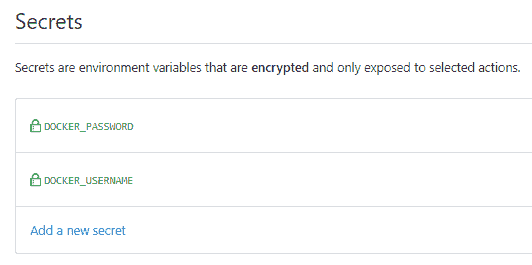 Secrets
Secrets are environment variables that are encrypted and only exposed to selected actions.
DOCKER_PASSWORD
DOCKER_USERNAME
Add a new secret